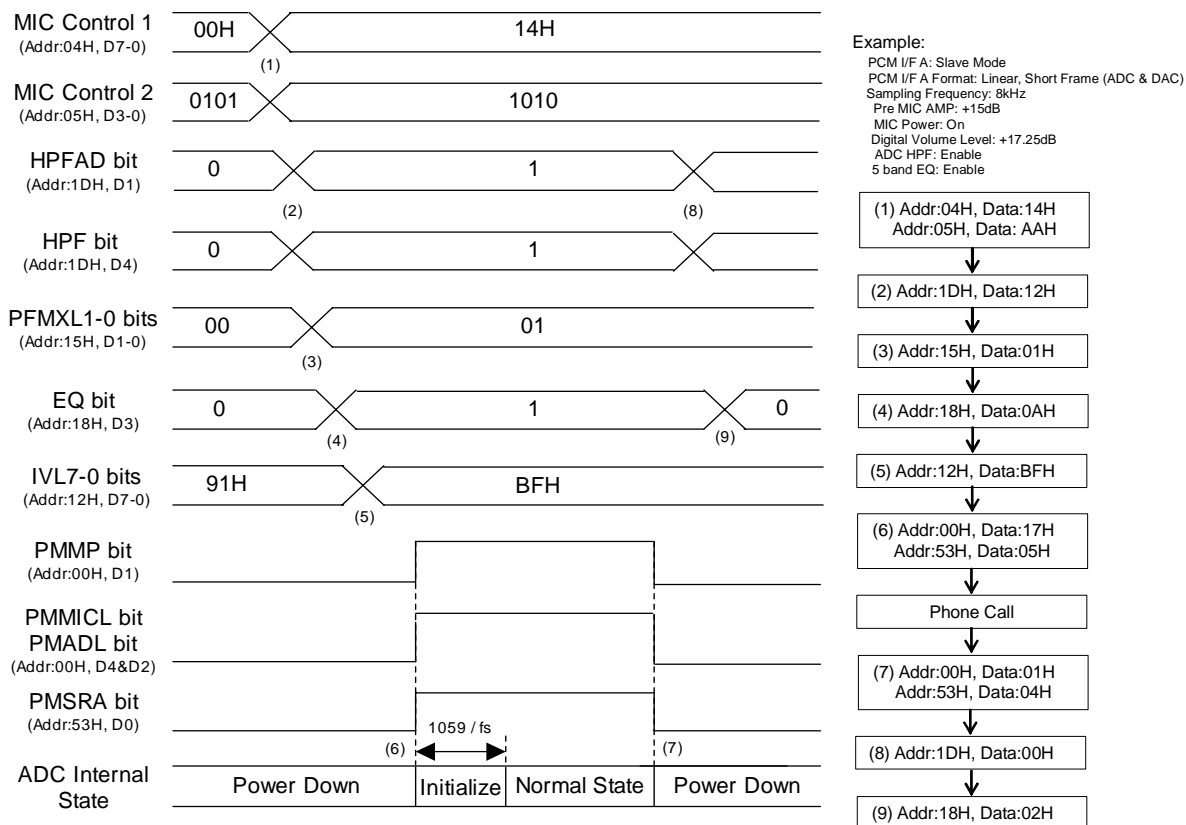 MIC Control 1
(Addr:04H, D7-0)
00H
14H
(1)
MIC Control 2
(Addr:05H, D3-0)
0101
1010
HPFAD bit
(Addr:1DH, D1)
0
1
(2)
(8)
HPF bit
(Addr:1DH, D4)
0
1
PFMXL1-0 bits
(Addr:15H, D1-0)
00
01
(3)
EQ bit
(Addr:18H, D3)
0
1
0
(4)
(9)
IVL7-0 bits
(Addr:12H, D7-0)
91H
BFH
(5)
PMMP bit
(Addr:00H, D1)
PMMICL bit
PMADL bit
(Addr:00H, D4&D2)
PMSRA bit
(Addr:53H, D0)
1059 / fs
(6)
(7)
ADC Internal
State
Power Down
Initialize
Normal State
Power Down
Example:
PCM I/F A: Slave Mode
PCM I/F A Format: Linear, Short Frame (ADC & DAC)
Sampling Frequency: 8kHz
Pre MIC AMP: +15dB
MIC Power: On
Digital Volume Level: +17.25dB
ADC HPF: Enable
5 band EQ: Enable
(1) Addr:04H, Data:14H
Addr:05H, Data: AAH
(2) Addr:1DH, Data:12H
(3) Addr:15H, Data:01H
(4) Addr:18H, Data:0AH
(5) Addr:12H, Data:BFH
(6) Addr:00H, Data:17H
Addr:53H, Data:05H
Phone Call
(7) Addr:00H, Data:01H
Addr:53H, Data:04H
(8) Addr:1DH, Data:00H
(9) Addr:18H, Data:02H